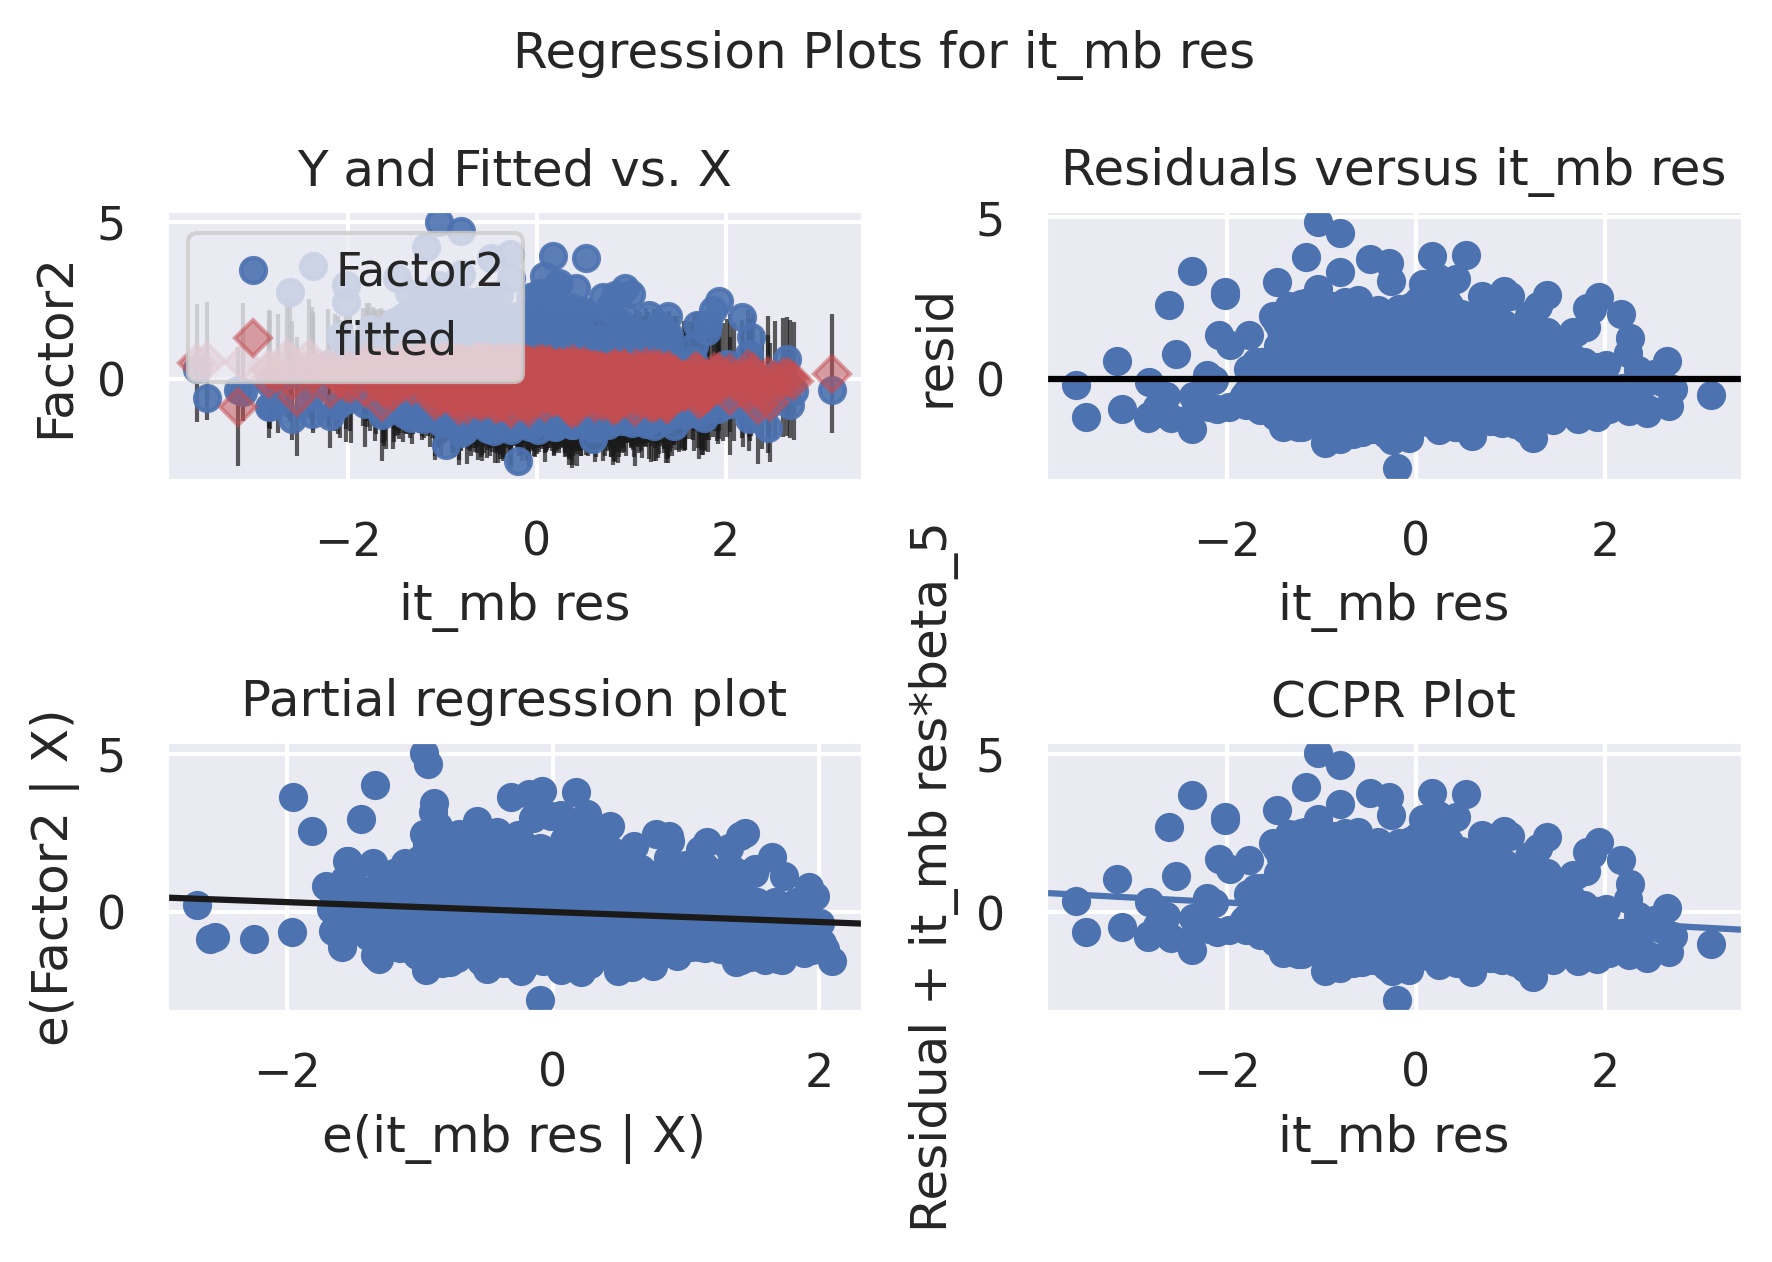 Regression Plots for it_mb res
Y and Fitted vs. X
5
0
Factor2
Factor2
fitted
−2
0
2
it_mb res
Residuals versus it_mb res
5
0
resid
−2
0
2
it_mb res
Partial regression plot
5
0
e(Factor2 | X)
−2
0
2
e(it_mb res | X)
CCPR Plot
5
0
Residual + it_mb res*beta_5
−2
0
2
it_mb res